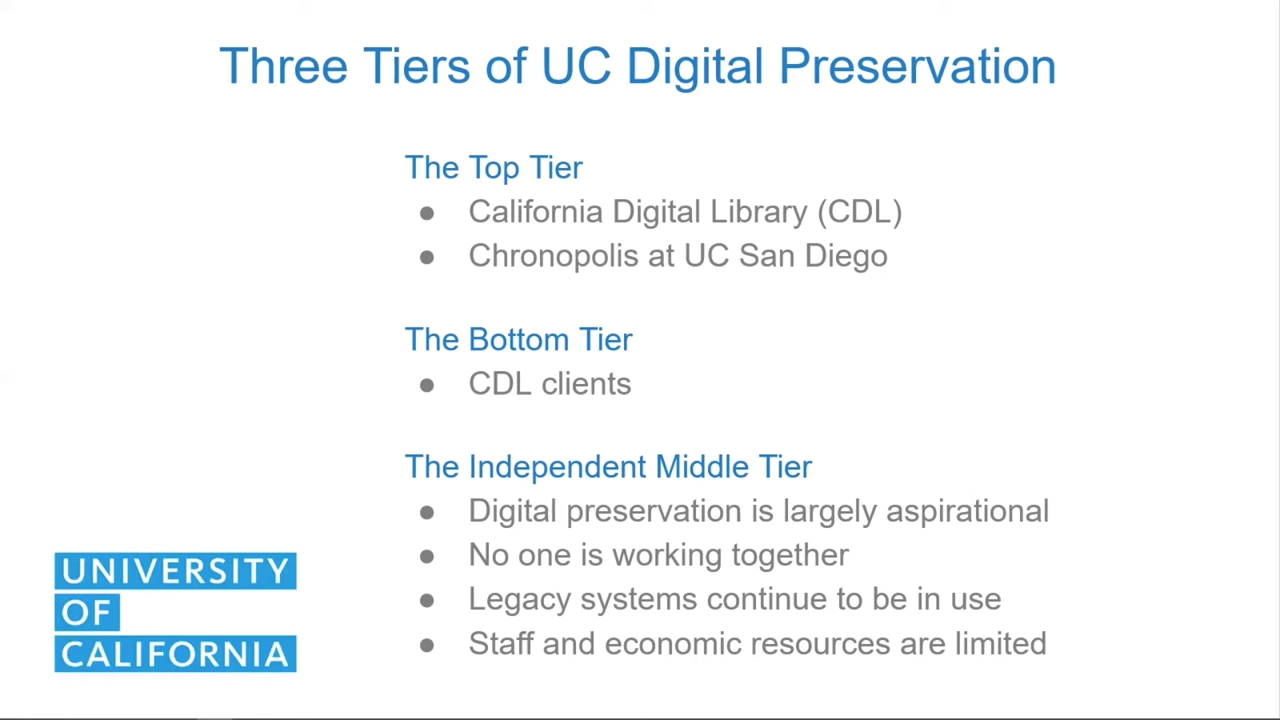 Three Tiers of UC Digital Preservation
The Top Tier
● California Digital Library (CDL)
● Chronopolis at UC San Diego
The Bottom Tier
● CDL clients
The Independent Middle Tier
● Digital preservation is largely aspirational
● No one is working together
● Legacy systems continue to be in use
● Staff and economic resources are limited
UNIVERSITY
OF
CALIFORNIA